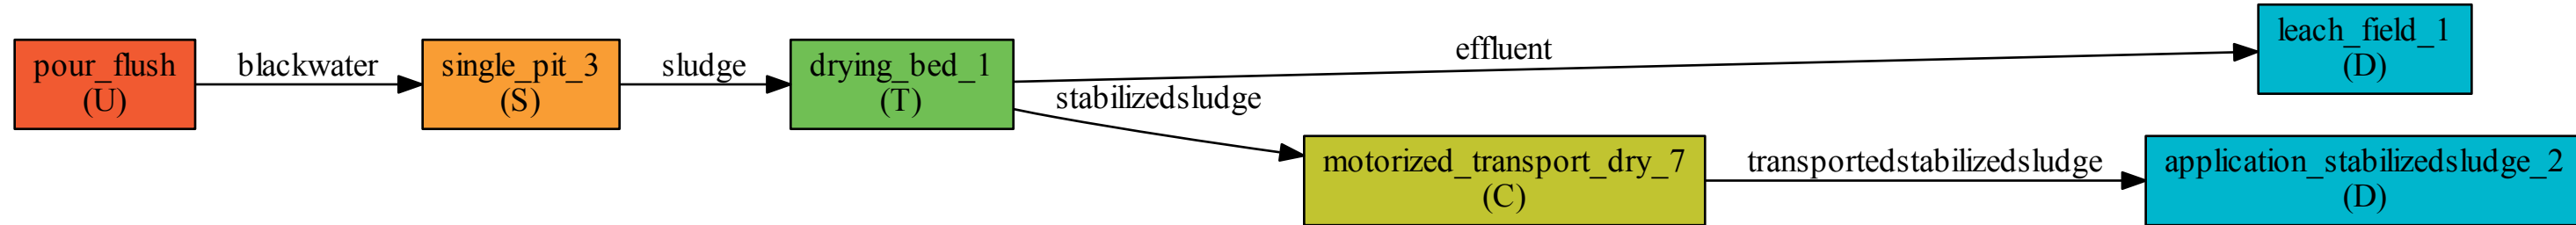 pour_flush
(U)
blackwater
single_pit_3
(S)
sludge
drying_bed_1
(T)
effluent
stabilizedsludge
leach_field_1
(D)
motorized_transport_dry_7
(C)
transportedstabilizedsludge
application_stabilizedsludge_2
(D)